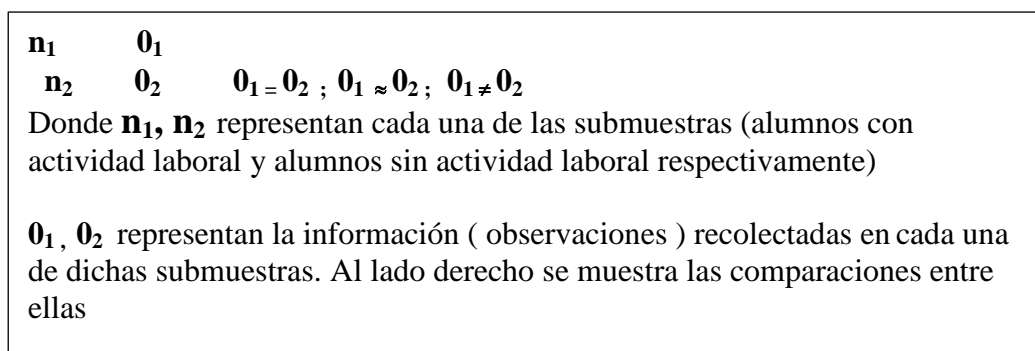 n₁ 0₁
n₂ 0₂ 0₁ = 0₂ ; 0₁ ≈ 0₂ ; 0₁ ≠ 0₂
Donde n₁, n₂ representan cada una de las submuestras (alumnos con
actividad laboral y alumnos sin actividad laboral respectivamente)
0₁ , 0₂ representan la información ( observaciones ) recolectadas en cada una
de dichas submuestras. Al lado derecho se muestra las comparaciones entre
ellas